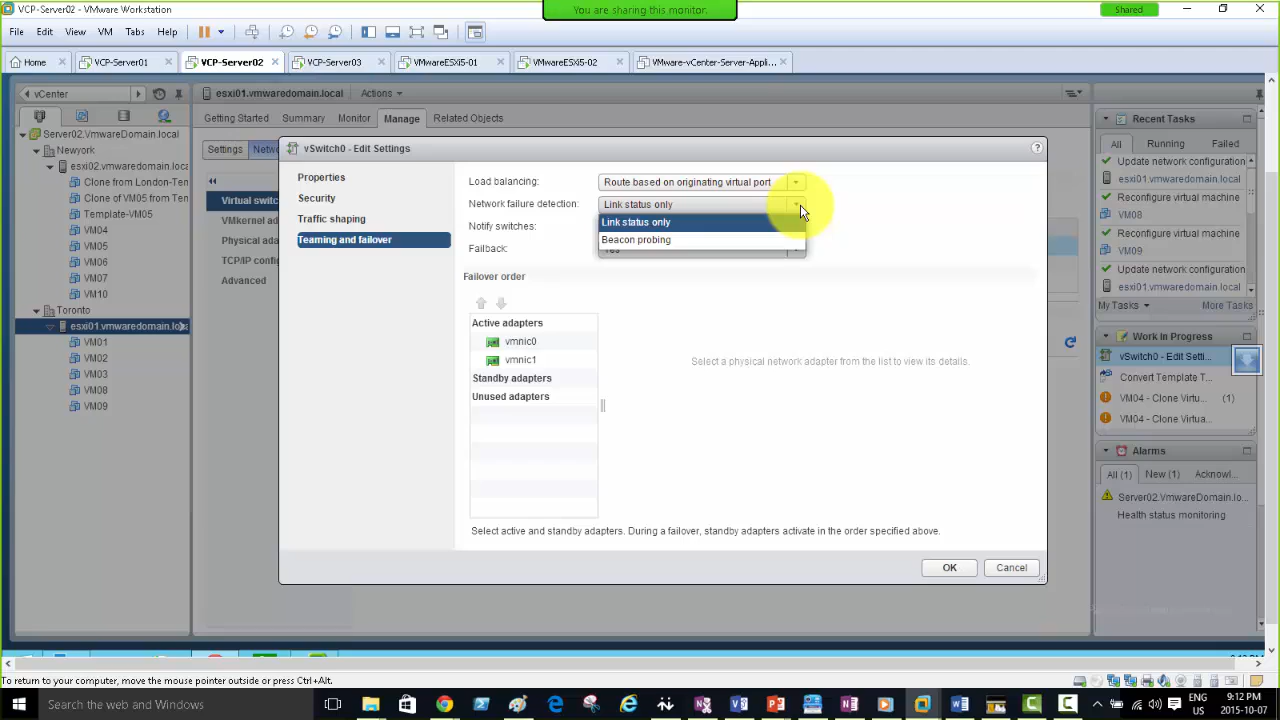 You are sharing this monitor.
VCP-Server02 - VMware Workstation
Shared
File Edit View VM Tabs Help
Home VCP-Server01 VCP-Server02 VCP-Server03 VMwareESXi5-01 VMwareESXi5-02 VMware-vCenter-Server-Appli...
vCenter
esxi01.vmwaredomain.local Actions
Getting Started Summary Monitor Manage Related Objects
Server02.VmwareDomain.local
Newyork
esxi02.vmwaredomain.local
Clone from London-Tem
Clone of VM05 from Tem
Template-VM05
VM04
VM05
VM06
VM07
VM10
Toronto
esxi01.vmwaredomain.loca
VM01
VM02
VM03
VM08
VM09
Settings Netwo
Virtual switc
VMkernel ad
Physical ada
TCP/IP confi
Advanced
vSwitch0 - Edit Settings
Properties
Security
Traffic shaping
Teaming and failover
Load balancing: Route based on originating virtual port
Network failure detection: Link status only
Link status only
Notify switches:
Beacon probing
Failback: Yes
Failover order
Active adapters
vmnic0
vmnic1
Standby adapters
Unused adapters
Select a physical network adapter from the list to view its details.
Select active and standby adapters. During a failover, standby adapters activate in the order specified above.
OK Cancel
Recent Tasks
All Running Failed
Update network configuration
esxi01.vmwaredomain.local
Reconfigure virtual machine
VM08
Reconfigure virtual machine
VM09
Update network configuration
esxi01.vmwaredomain.local
My Tasks More Tasks
Work In Progress
vSwitch0 - Edit Setti...
Convert Template T...
VM04 - Clone Virtu... (1)
VM04 - Clone Virtua...
Alarms
All (1) New (1) Acknowl...
Server02.VmwareDomain.lo...
Health status monitoring
To return to your computer, move the mouse pointer outside or press Ctrl+Alt.
Search the web and Windows
ENG 9:12 PM
US 2015-10-07